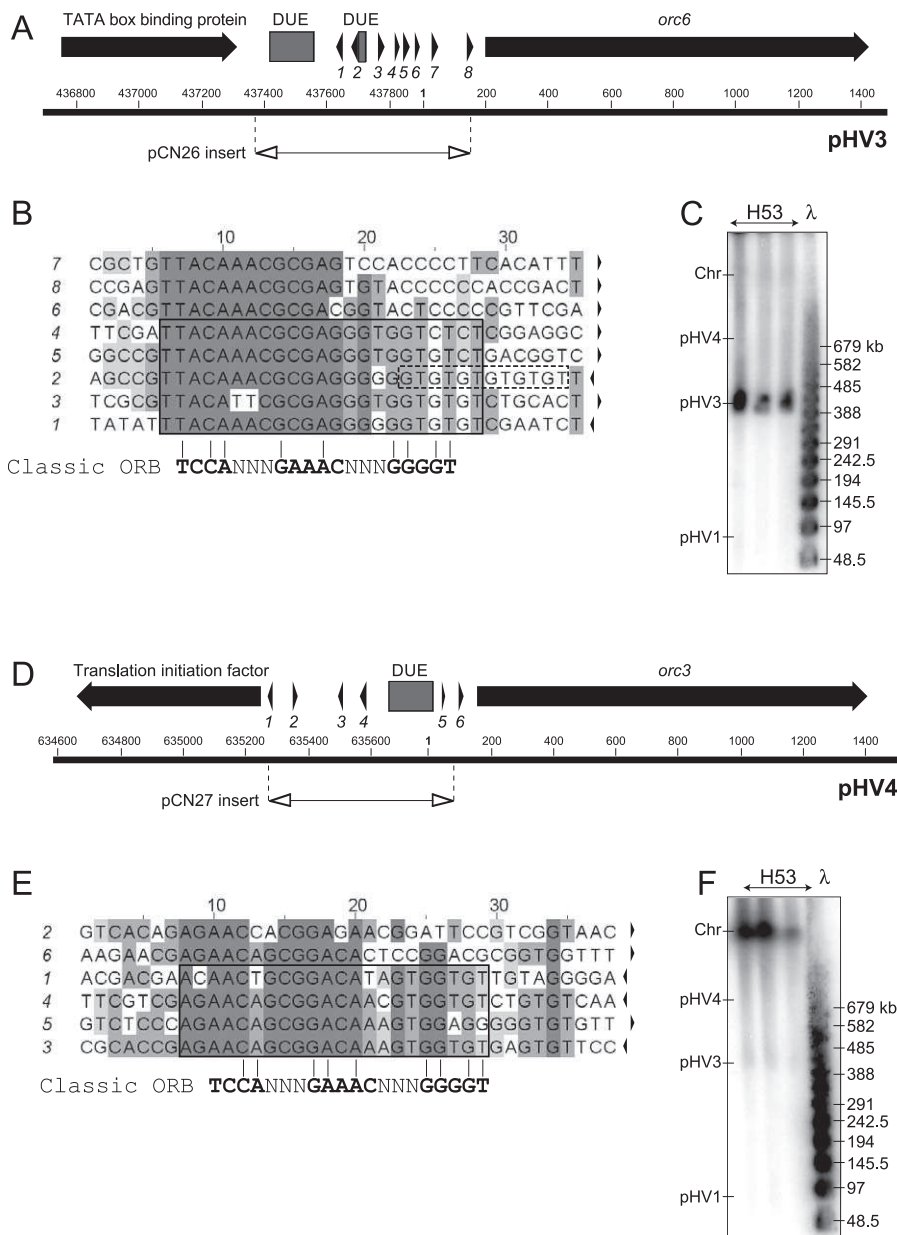 A
TATA box binding protein DUE DUE orc6
1 2 3 4 5 6 7 8
436800 437000 437200 437400 437600 437800 1 200 400 600 800 1000 1200 1400
pCN26 insert pHV3
B
10 20 30
7 CGCTGTTACAAACGCGAGTCCACCCCTTCACATTT
8 CCGAGTTACAAACGCGAGTGTACCCCCCACCGACT
6 CGACGTTACAAACGCGACGGTACTCCCCCGTTCGA
4 TTCGATTACAAACGCGAGGGTGGTCTCTCGGAGGC
5 GGCCGTTACAAACGCGAGGGTGGTGTCTGACGGTC
2 AGCCGTTACAAACGCGAGGGGGGTGTGTGTGTGTT
3 TCGCGTTACATTCGCGAGGGTGGTGTGTCTGCACT
1 TATATTTACAAACGCGAGGGGGGTGTGTCGAATCT
Classic ORB TCCANNNGAAACNNNGGGGT
C
H53 λ
Chr
pHV4
679 kb
582
485
pHV3
388
291
242.5
194
145.5
97
pHV1
48.5
D
Translation initiation factor DUE orc3
1 2 3 4 5 6
634600 634800 635000 635200 635400 635600 1 200 400 600 800 1000 1200 1400
pCN27 insert pHV4
E
10 20 30
2 GTCACAGAGAACCACGGAGAACGGATTCCGTCGGTAAC
6 AAGAACGAGAACTGCGGACACTCCGGACGCGGTGGTTT
1 ACGACGAACAACTGCGGACATAGTGGTGTTGTAGGGGA
4 TTCGTCGAGAACAGCGGACAACGTGGTGTCTGTGTCAA
5 GTCTCCCAGAACAGCGGACAAAGTGGAGGGGGTGTGTT
3 CGCACCGAGAACAGCGGACAAAGTGGTGTGAGTGTTCC
Classic ORB TCCANNNGAAACNNNGGGGT
F
H53 λ
Chr
pHV4
679 kb
582
485
pHV3
388
291
242.5
194
145.5
97
pHV1
48.5